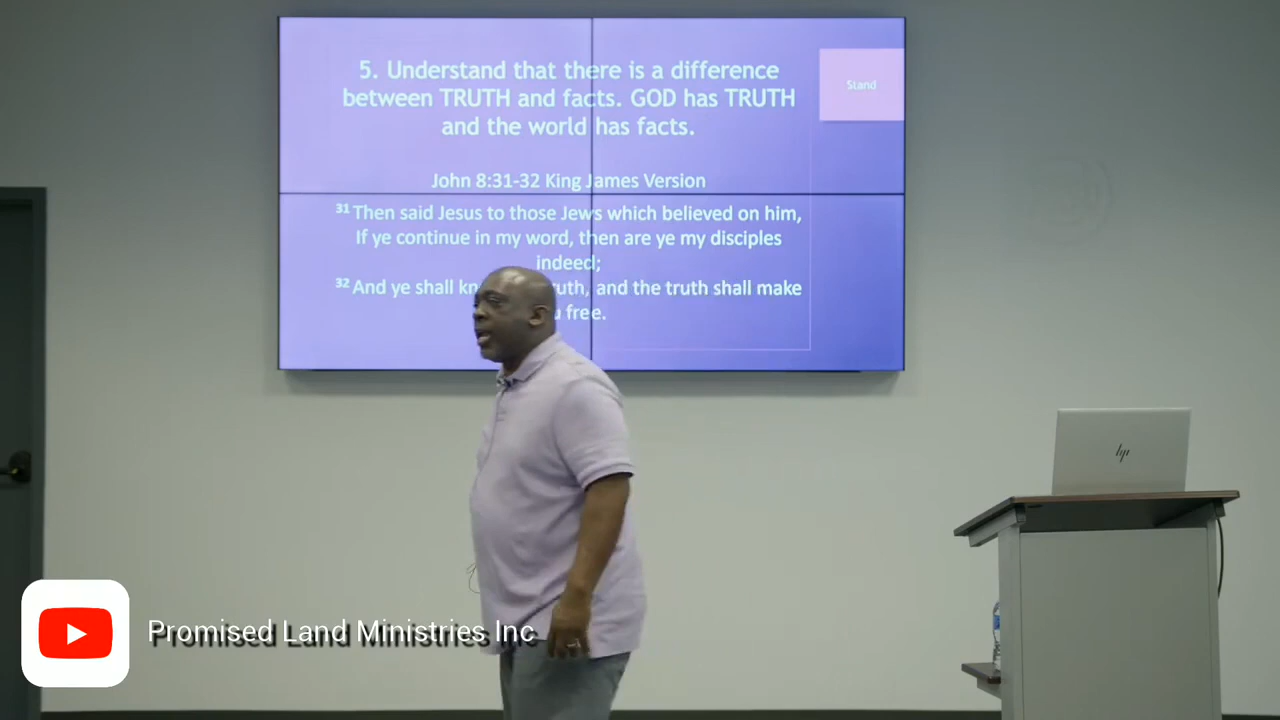 5. Understand that there is a difference
between TRUTH and facts. GOD has TRUTH
and the world has facts.
Stand
John 8:31-32 King James Version
31 Then said Jesus to those Jews which believed on him,
If ye continue in my word, then are ye my disciples
indeed;
32 And ye shall and the truth shall make
free.
hp
Promised Land Ministries Inc